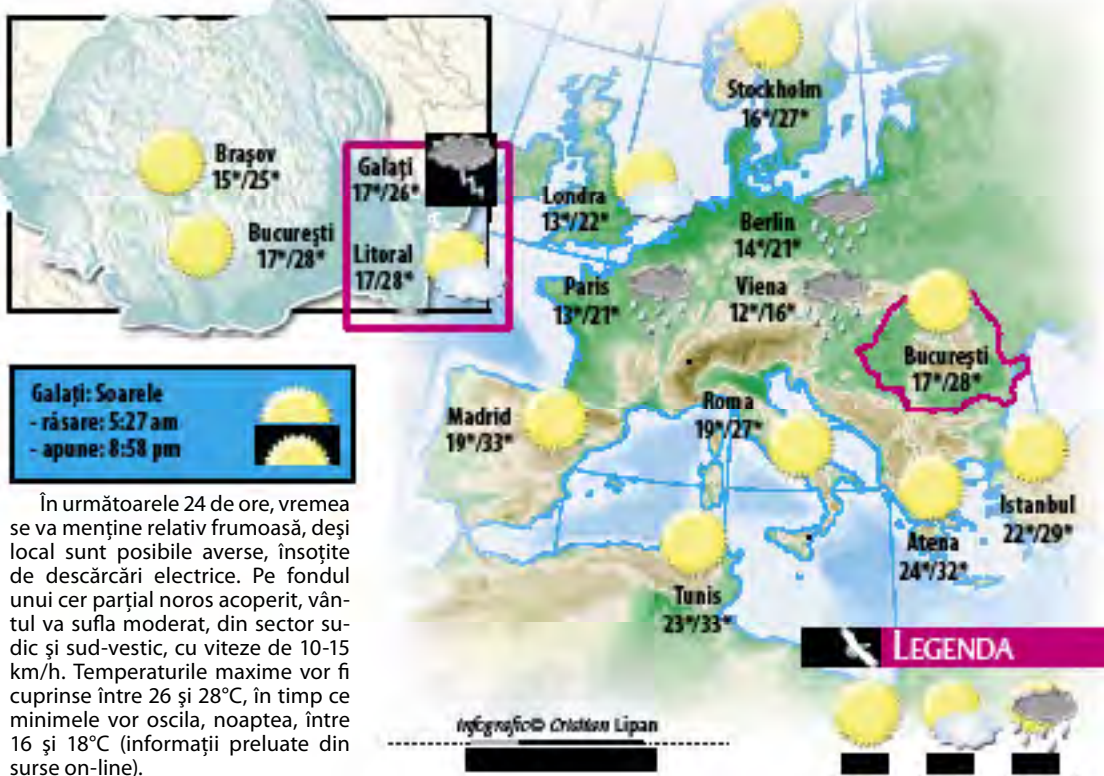 Brașov
15°/25°
București
17°/28°
Galați
17°/26°
Litoral
17/28°
Stockholm
16°/27°
Londra
13°/22°
Berlin
14°/21°
Paris
13°/21°
Viena
12°/16°
București
17°/28°
Madrid
19°/33°
Roma
19°/27°
Istanbul
22°/29°
Atena
24°/32°
Tunis
23°/33°
Galați: Soarele
- răsare: 5:27 am
- apune: 8:58 pm
În următoarele 24 de ore, vremea
se va menține relativ frumoasă, deși
local sunt posibile averse, însoțite
de descărcări electrice. Pe fondul
unui cer parțial noros acoperit, vân-
tul va sufla moderat, din sector su-
dic și sud-vestic, cu viteze de 10-15
km/h. Temperaturile maxime vor fi
cuprinse între 26 și 28°C, în timp ce
minimele vor oscila, noaptea, între
16 și 18°C (informații preluate din
surse on-line).
LEGENDA
Infografic© Cristian Lipan